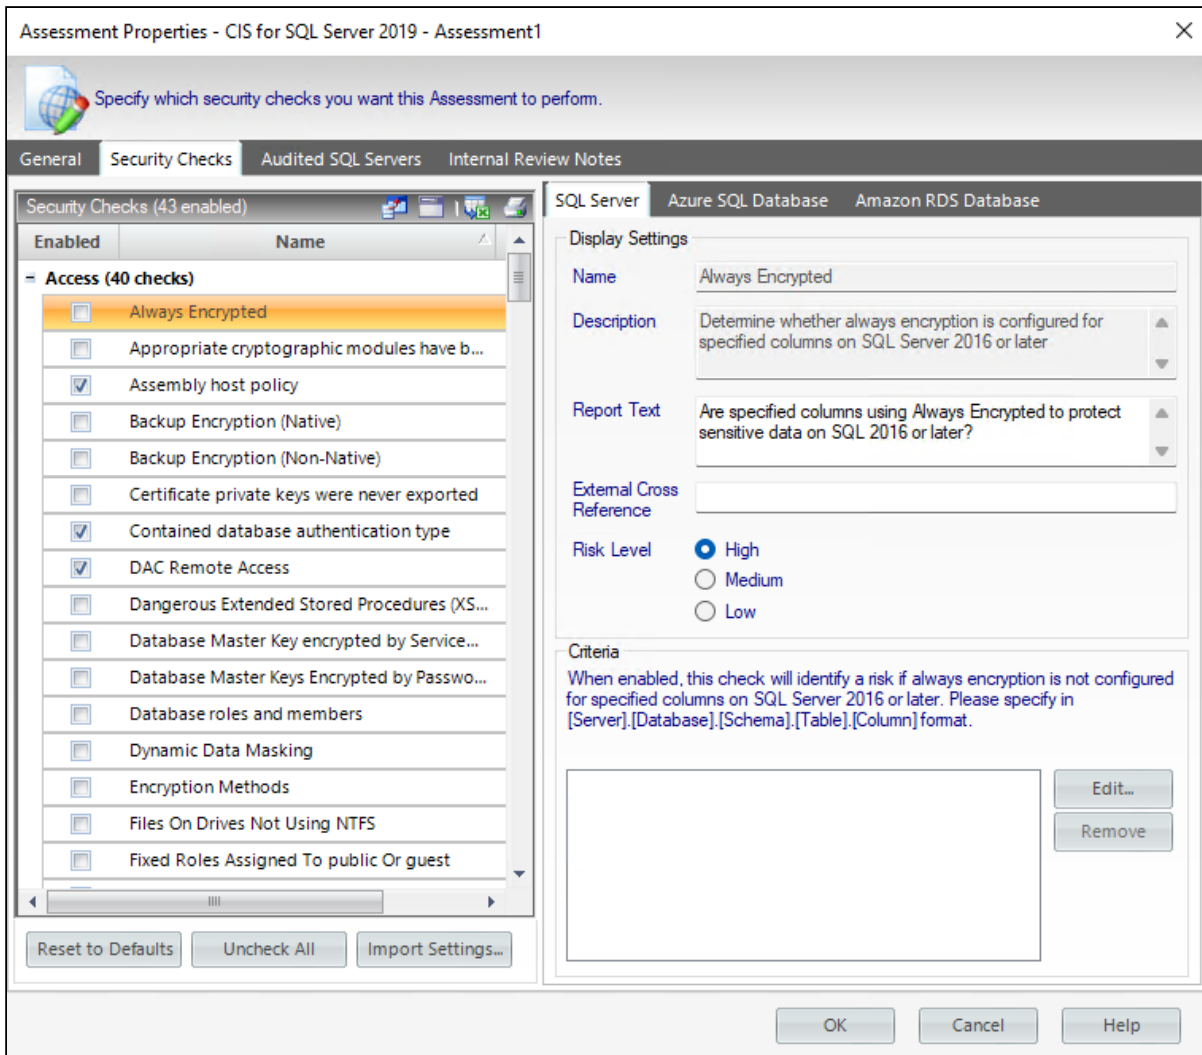 Assessment Properties - CIS for SQL Server 2019 - Assessment1
Specify which security checks you want this Assessment to perform.
General Security Checks Audited SQL Servers Internal Review Notes
Security Checks (43 enabled)
Enabled Name
Access (40 checks)
Always Encrypted
Appropriate cryptographic modules have b...
Assembly host policy
Backup Encryption (Native)
Backup Encryption (Non-Native)
Certificate private keys were never exported
Contained database authentication type
DAC Remote Access
Dangerous Extended Stored Procedures (XS...
Database Master Key encrypted by Service...
Database Master Keys Encrypted by Passwo...
Database roles and members
Dynamic Data Masking
Encryption Methods
Files On Drives Not Using NTFS
Fixed Roles Assigned To public Or guest
Reset to Defaults Uncheck All Import Settings...
SQL Server Azure SQL Database Amazon RDS Database
Display Settings
Name Always Encrypted
Description Determine whether always encryption is configured for
specified columns on SQL Server 2016 or later
Report Text Are specified columns using Always Encrypted to protect
sensitive data on SQL 2016 or later?
External Cross
Reference
Risk Level High
Medium
Low
Criteria
When enabled, this check will identify a risk if always encryption is not configured
for specified columns on SQL Server 2016 or later. Please specify in
[Server].[Database].[Schema].[Table].[Column] format.
Edit...
Remove
OK Cancel Help